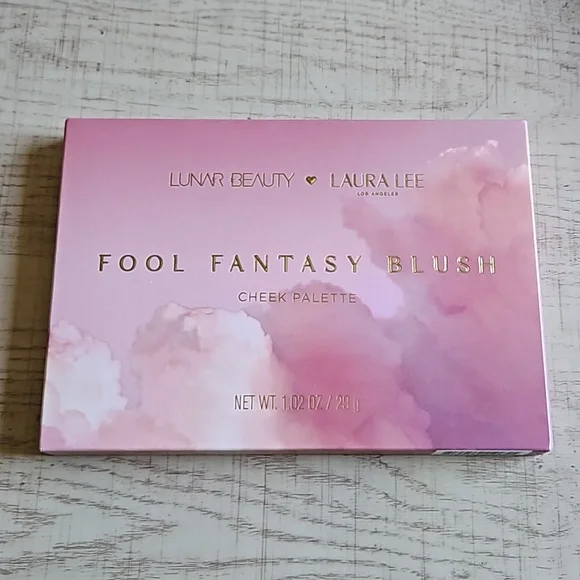 LUNAR BEAUTY LAURA LEE
LOS ANGELES
FOOL FANTASY BLUSH
CHEEK PALETTE
NET WT. 1.02 OZ / 29 g